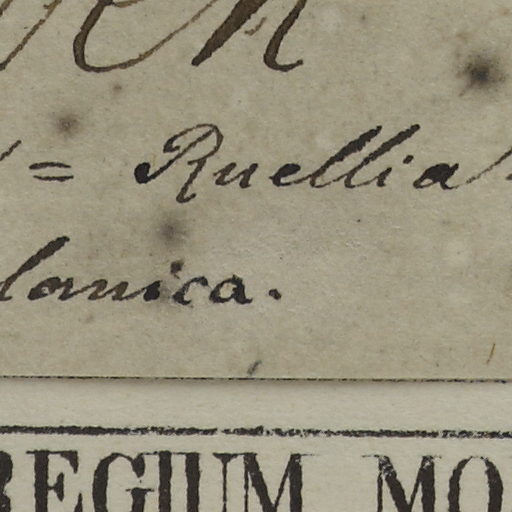 = Ruellia
lanica.
REGIUM MO